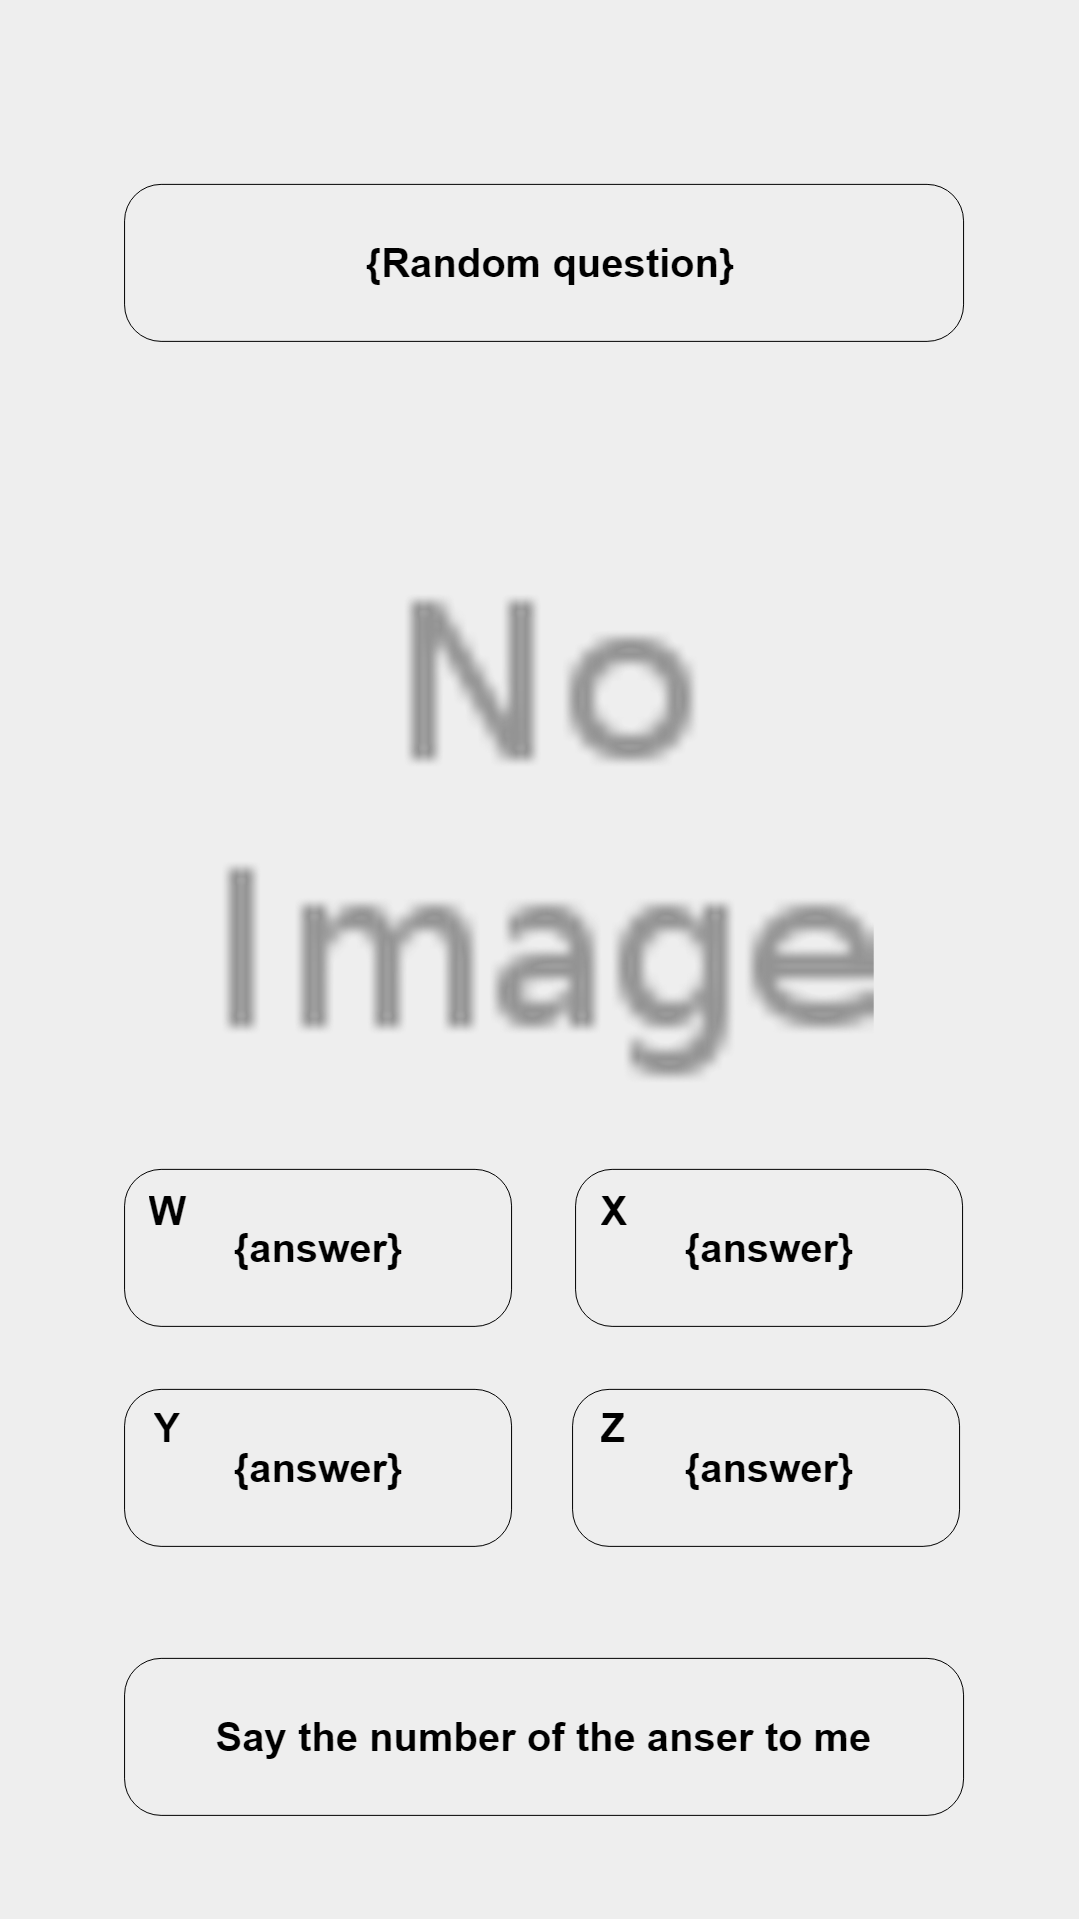 {Random question}
No
Image
W
{answer}
X
{answer}
Y
{answer}
Z
{answer}
Say the number of the anser to me